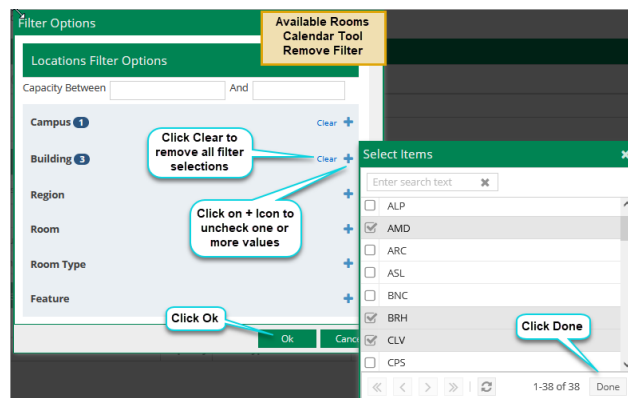 Filter Options
Available Rooms
Calendar Tool
Remove Filter
Locations Filter Options
Capacity Between
And
Campus 1
Clear
Click Clear to
remove all filter
selections
Building 3
Clear
Region
Click on + Icon to
uncheck one or
more values
Room
Room Type
Feature
Click Ok
Ok
Canc
Select Items
Enter search text
ALP
AMD
ARC
ASL
BNC
BRH
CLV
CPS
Click Done
1-38 of 38
Done